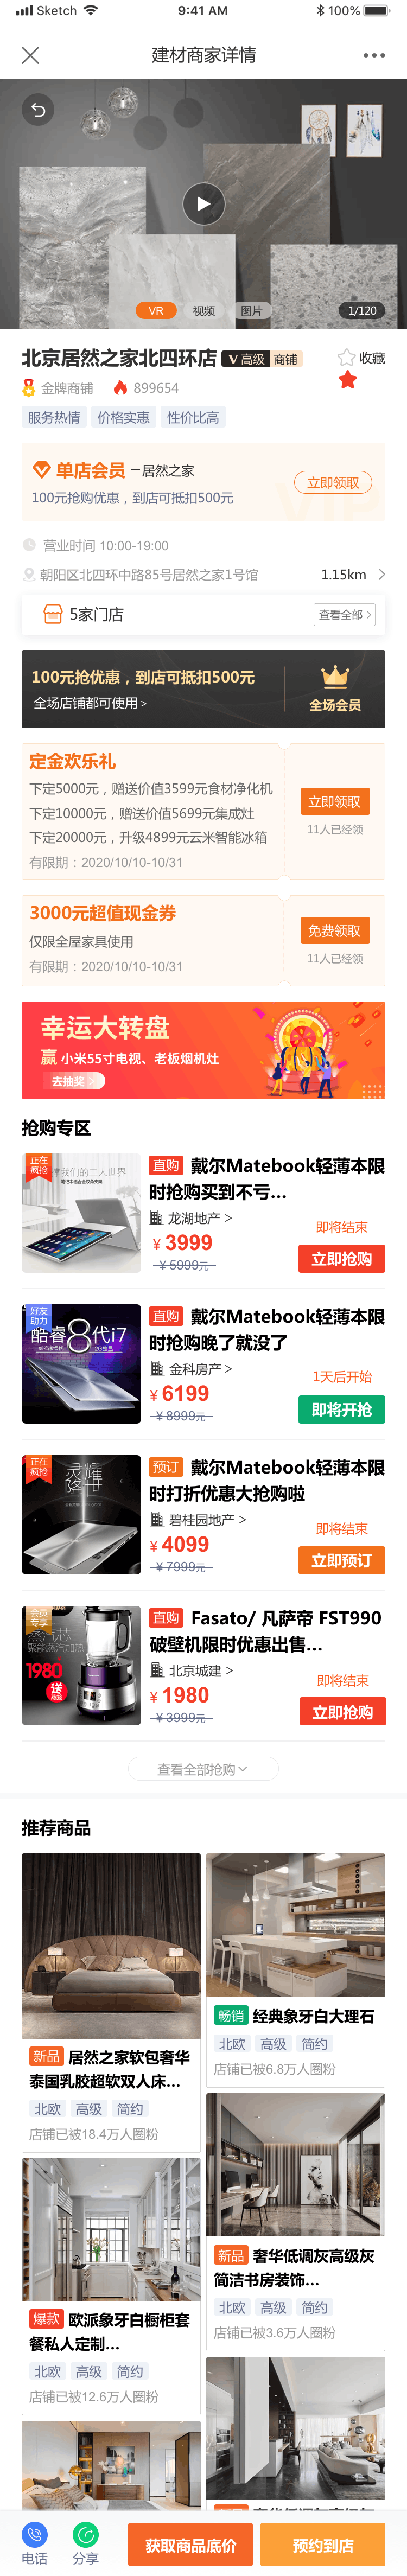 Sketch 9:41 AM 100%
建材商家详情
VR 视频 图片 1/120
北京居然之家北四环店 V高级 商铺 收藏
金牌商铺 899654
服务热情 价格实惠 性价比高
单店会员 –居然之家 立即领取
100元抢购优惠，到店可抵扣500元
VIP
营业时间 10:00-19:00
朝阳区北四环中路85号居然之家1号馆 1.15km
5家门店 查看全部
100元抢优惠，到店可抵扣500元
全场店铺都可使用 >
全场会员
定金欢乐礼
下定5000元，赠送价值3599元食材净化机
下定10000元，赠送价值5699元集成灶
下定20000元，升级4899元云米智能冰箱
有限期：2020/10/10-10/31
立即领取
11人已经领
3000元超值现金券
仅限全屋家具使用
有限期：2020/10/10-10/31
免费领取
11人已经领
幸运大转盘
赢 小米55寸电视、老板烟机灶
去抽奖
抢购专区
正在
疯抢
我们的二人世界
直购 戴尔Matebook轻薄本限
时抢购买到不亏...
龙湖地产 >
¥ 3999
¥ 5999元
即将结束
立即抢购
好友
助力
酷睿8代i7
直购 戴尔Matebook轻薄本限
时抢购晚了就没了
金科房产 >
¥ 6199
¥ 8999元
1天后开始
即将开抢
正在
疯抢
灵耀
降世
预订 戴尔Matebook轻薄本限
时打折优惠大抢购啦
碧桂园地产 >
¥ 4099
¥ 7999元
即将结束
立即预订
会员
专享
聚能蒸汽加热
1980
送
直购 Fasato/ 凡萨帝 FST990
破壁机限时优惠出售...
北京城建 >
¥ 1980
¥ 3999元
即将结束
立即抢购
查看全部抢购
推荐商品
新品 居然之家软包奢华
泰国乳胶超软双人床...
北欧 高级 简约
店铺已被18.4万人圈粉
畅销 经典象牙白大理石
北欧 高级 简约
店铺已被6.8万人圈粉
新品 奢华低调灰高级灰
简洁书房装饰...
北欧 高级 简约
店铺已被3.6万人圈粉
爆款 欧派象牙白橱柜套
餐私人定制...
北欧 高级 简约
店铺已被12.6万人圈粉
电话 分享 获取商品底价 预约到店